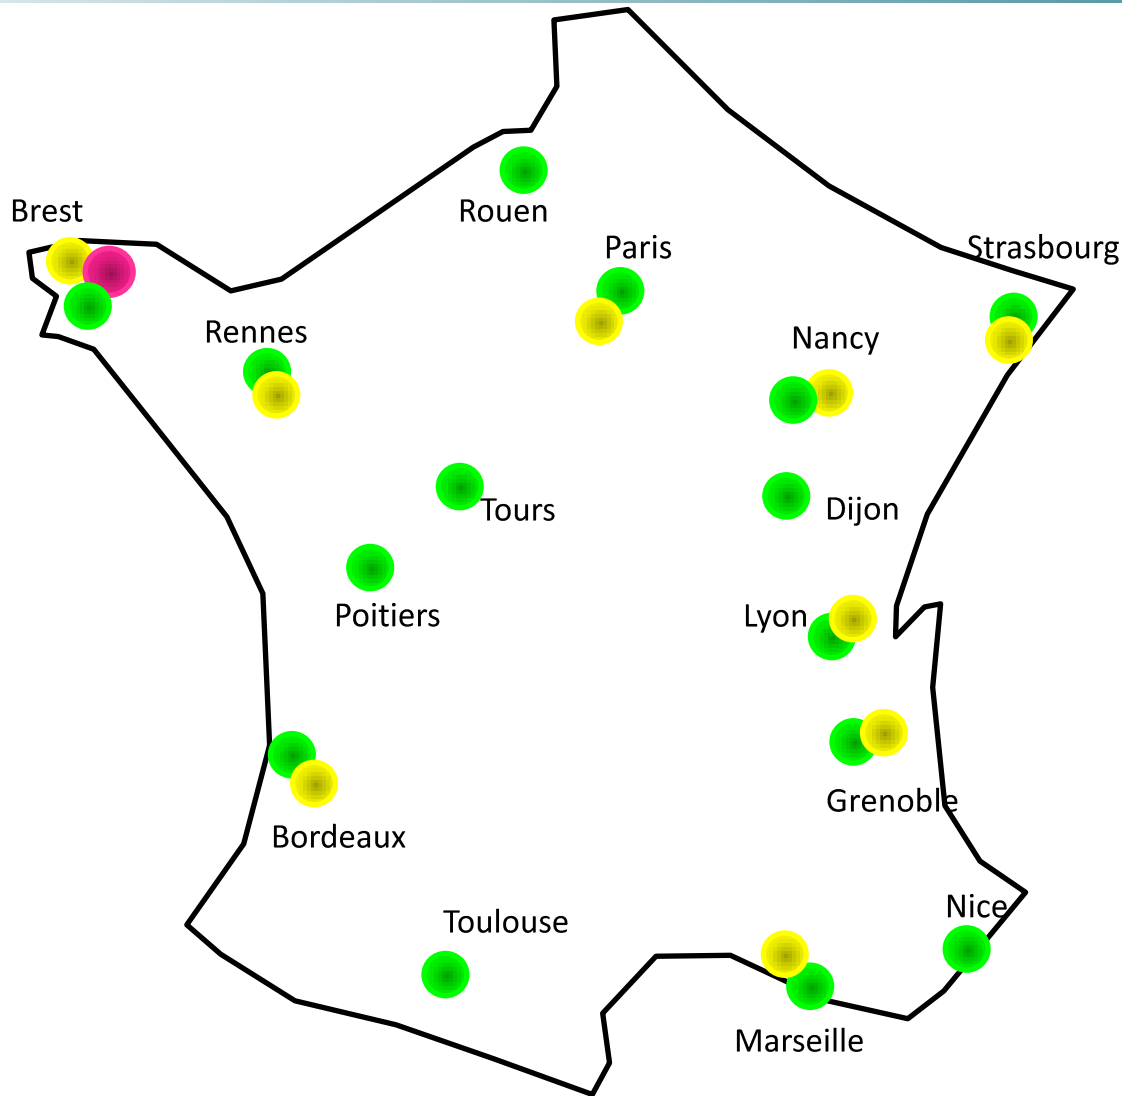 Brest
Rouen
Paris
Strasbourg
Rennes
Nancy
Tours
Dijon
Poitiers
Lyon
Grenoble
Bordeaux
Nice
Toulouse
Marseille